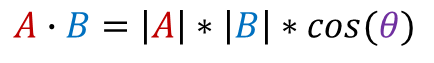 A · B = |A| * |B| * cos(θ)